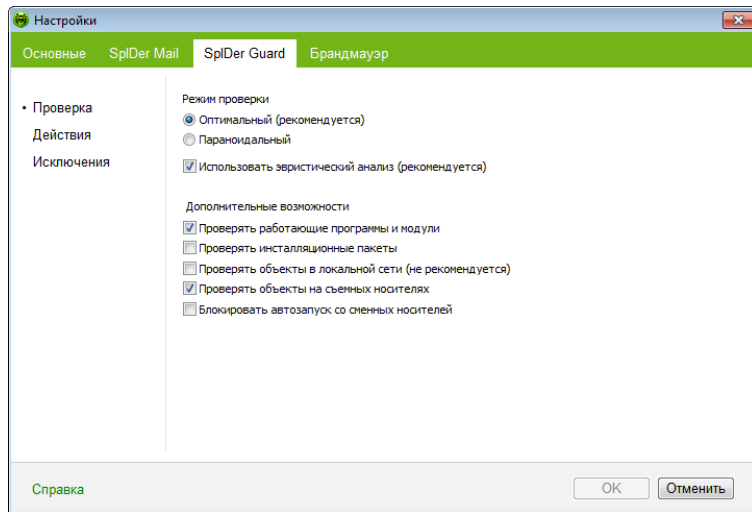 Настройки
Основные SpIDer Mail SpIDer Guard Брандмауэр
Проверка
Действия
Исключения
Режим проверки
Оптимальный (рекомендуется)
Параноидальный
Использовать эвристический анализ (рекомендуется)
Дополнительные возможности
Проверять работающие программы и модули
Проверять инсталляционные пакеты
Проверять объекты в локальной сети (не рекомендуется)
Проверять объекты на съемных носителях
Блокировать автозапуск со сменных носителей
Справка
OK Отменить